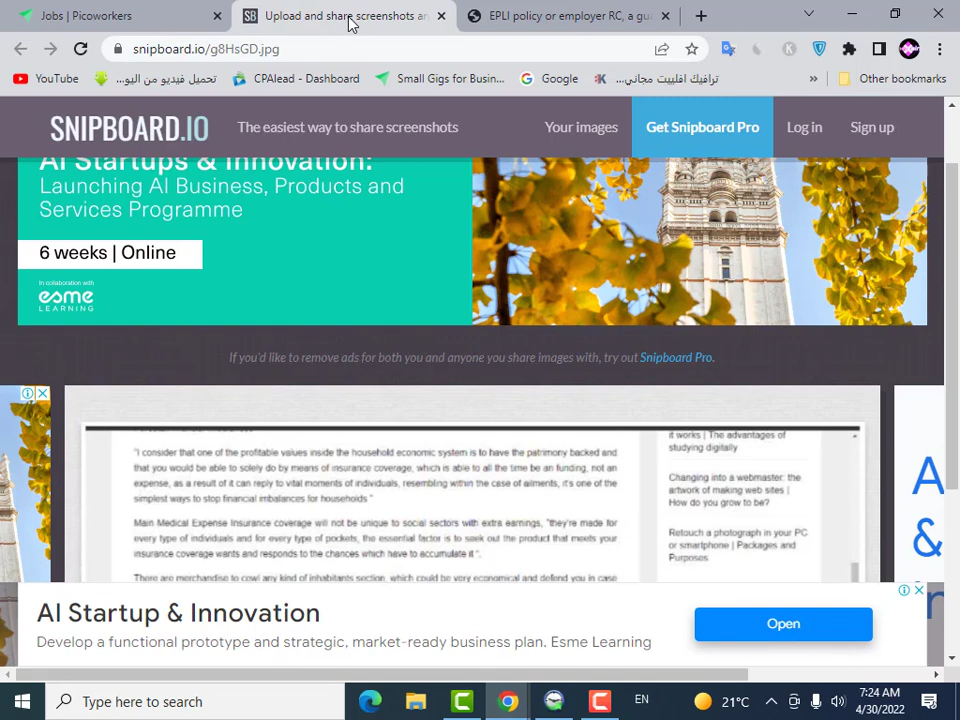 Jobs | Picoworkers
Upload and share screenshots an
EPLI policy or employer RC, a gu
snipboard.io/g8HsGD.jpg
YouTube
تحميل فيديو من اليو...
CPAlead - Dashboard
Small Gigs for Busin...
Google
ترافيك افلييت مجاني...
»
Other bookmarks
SNIPBOARD.IO
The easiest way to share screenshots
Your images
Get Snipboard Pro
Log in
Sign up
AI Startups & Innovation:
Launching AI Business, Products and
Services Programme
6 weeks | Online
In collaboration with
esme
LEARNING
If you'd like to remove ads for both you and anyone you share images with, try out Snipboard Pro.
"I consider that one of the profitable values inside the household economic system is to have the patrimony backed and
that you would be able to solely do by means of insurance coverage, which is able to all the time be an funding, not an
expense, as a result of it can reply to vital moments of individuals, resembling within the case of ailments, it's one of the
simplest ways to stop financial imbalances for households "
Main Medical Expense Insurance coverage will not be unique to social sectors with extra earnings, "they're made for
every type of individuals and for every type of pockets, the essential factor is to seek out the product that meets your
insurance coverage wants and responds to the chances which have to accumulate it ".
There are merchandise to cowl any kind of inhabitants section, which could be very economical and defend you in case
it works | The advantages of
studying digitally
Changing into a webmaster: the
artwork of making web sites |
How do you grow to be?
Retouch a photograph in your PC
or smartphone | Packages and
Purposes
A
&
AI Startup & Innovation
Develop a functional prototype and strategic, market-ready business plan. Esme Learning
Open
Type here to search
EN
21°C
7:24 AM
4/30/2022